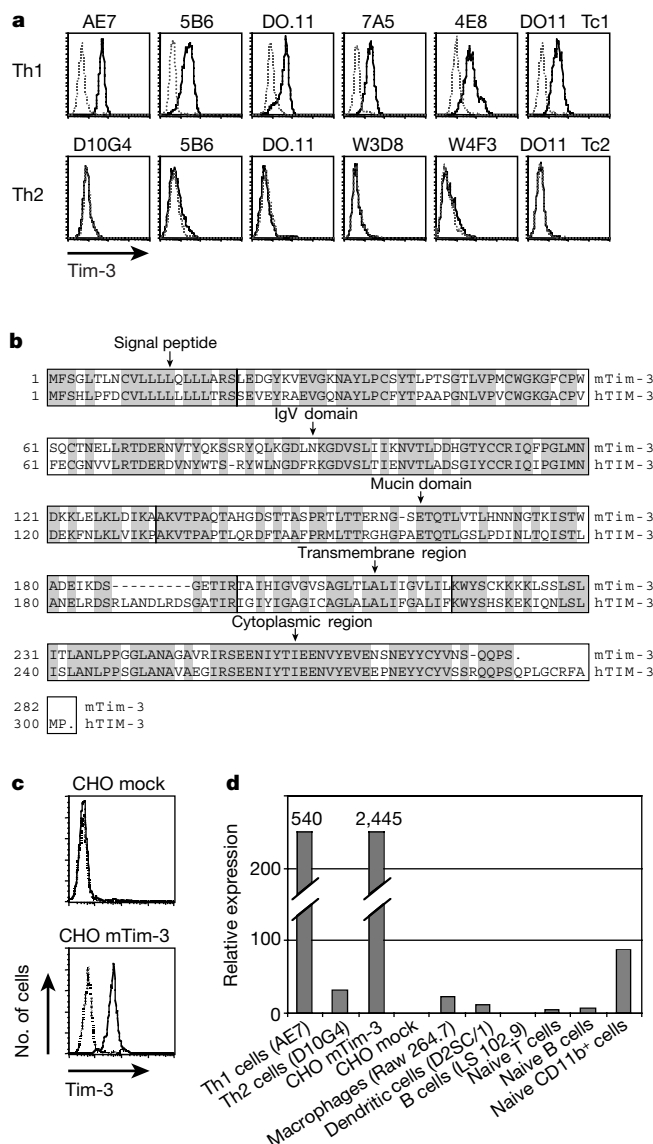 a
AE7 5B6 DO.11 7A5 4E8 DO11 Tc1
Th1
D10G4 5B6 DO.11 W3D8 W4F3 DO11 Tc2
Th2
Tim-3
b
Signal peptide
1 MFSGLTLNCVLLLLQLLLARSLEDGYKVEVGKNAYLPCSYTLPTSGTLVPMCWGKGFCPW mTim-3
1 MFSHLPFDCVLLLLLLLLTRSSEVEYRAEVGQNAYLPCFYTPAAPGNLVPVCWGKGACPV hTIM-3
IgV domain
61 SQCTNELLRTDERNVTYQKSSRYQLKGDLNKGDVSLIIKNVTLDDHGTYCCRIQFPGLMN mTim-3
61 FECGNVVLRTDERDVNYWTS-RYWLNGDFRKGDVSLTIENVTLADSGIYCCRIQIPGIMN hTIM-3
Mucin domain
121 DKKLELKLDIKAAKVTPAQTAHGDSTTASPRTLTTERNG-SETQTLVTLHNNNGTKISTW mTim-3
120 DEKFNLKLVIKPAKVTPAPTLQRDFTAAFPRMLTTRGHGPAETQTLGSLPDINLTQISTL hTIM-3
Transmembrane region
180 ADEIKDS---------GETIRTAIHIGVGVSAGLTLALIIGVLILKWYSCKKKKLSSLSL mTim-3
180 ANELRDSRLANDLRDSGATIRIGIYIGAGICAGLALALIFGALIFKWYSHSKEKIQNLSL hTIM-3
Cytoplasmic region
231 ITLANLPPGGLANAGAVRIRSEENIYTIEENVYEVENSNEYYCYVNS-QQPS. mTim-3
240 ISLANLPPSGLANAVAEGIRSEENIYTIEENVYEVEEPNEYYCYVSSRQQPSQPLGCRFA hTIM-3
282 mTim-3
300 MP. hTIM-3
c
CHO mock
CHO mTim-3
No. of cells
Tim-3
d
540 2,445
200
100
0
Relative expression
Th1 cells (AE7)
Th2 cells (D10G4)
CHO mTim-3
CHO mock
Macrophages (Raw 264.7)
Dendritic cells (D2SC/1)
B cells (LS 102.9)
Naive T cells
Naive B cells
Naive CD11b⁺ cells